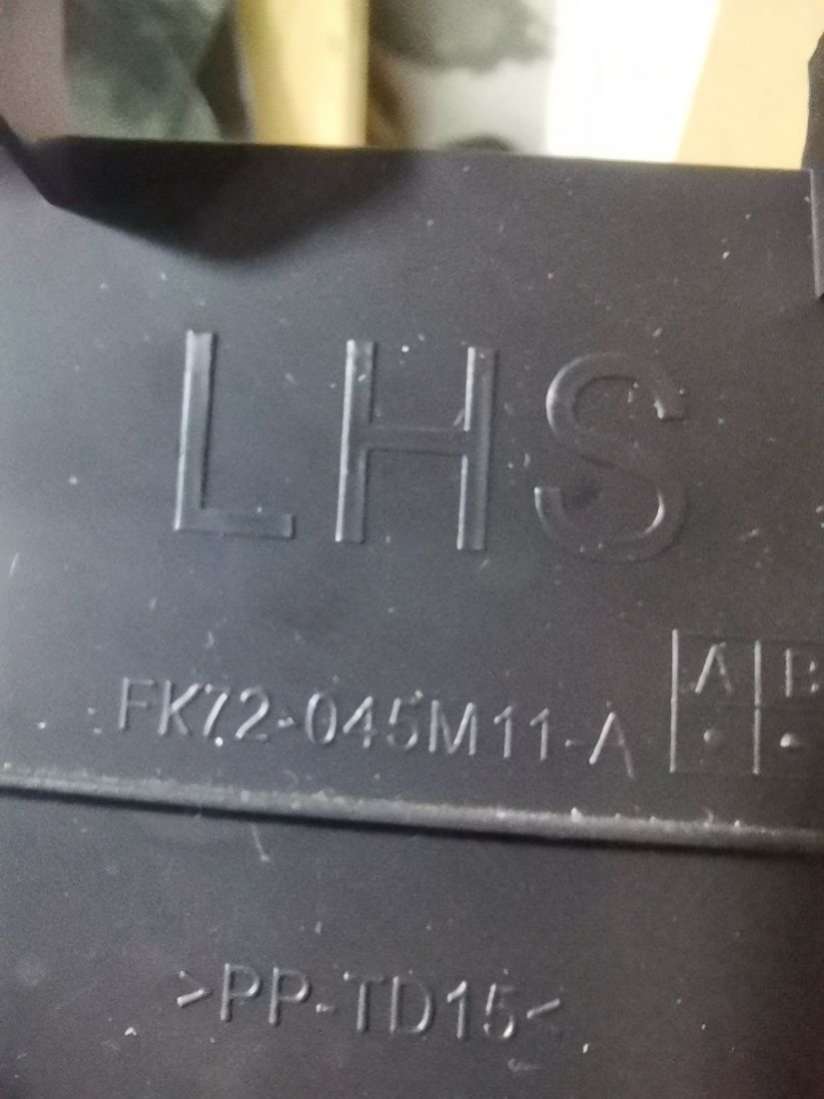 LHS
FK72-045M11-A
A B
>PP-TD15<